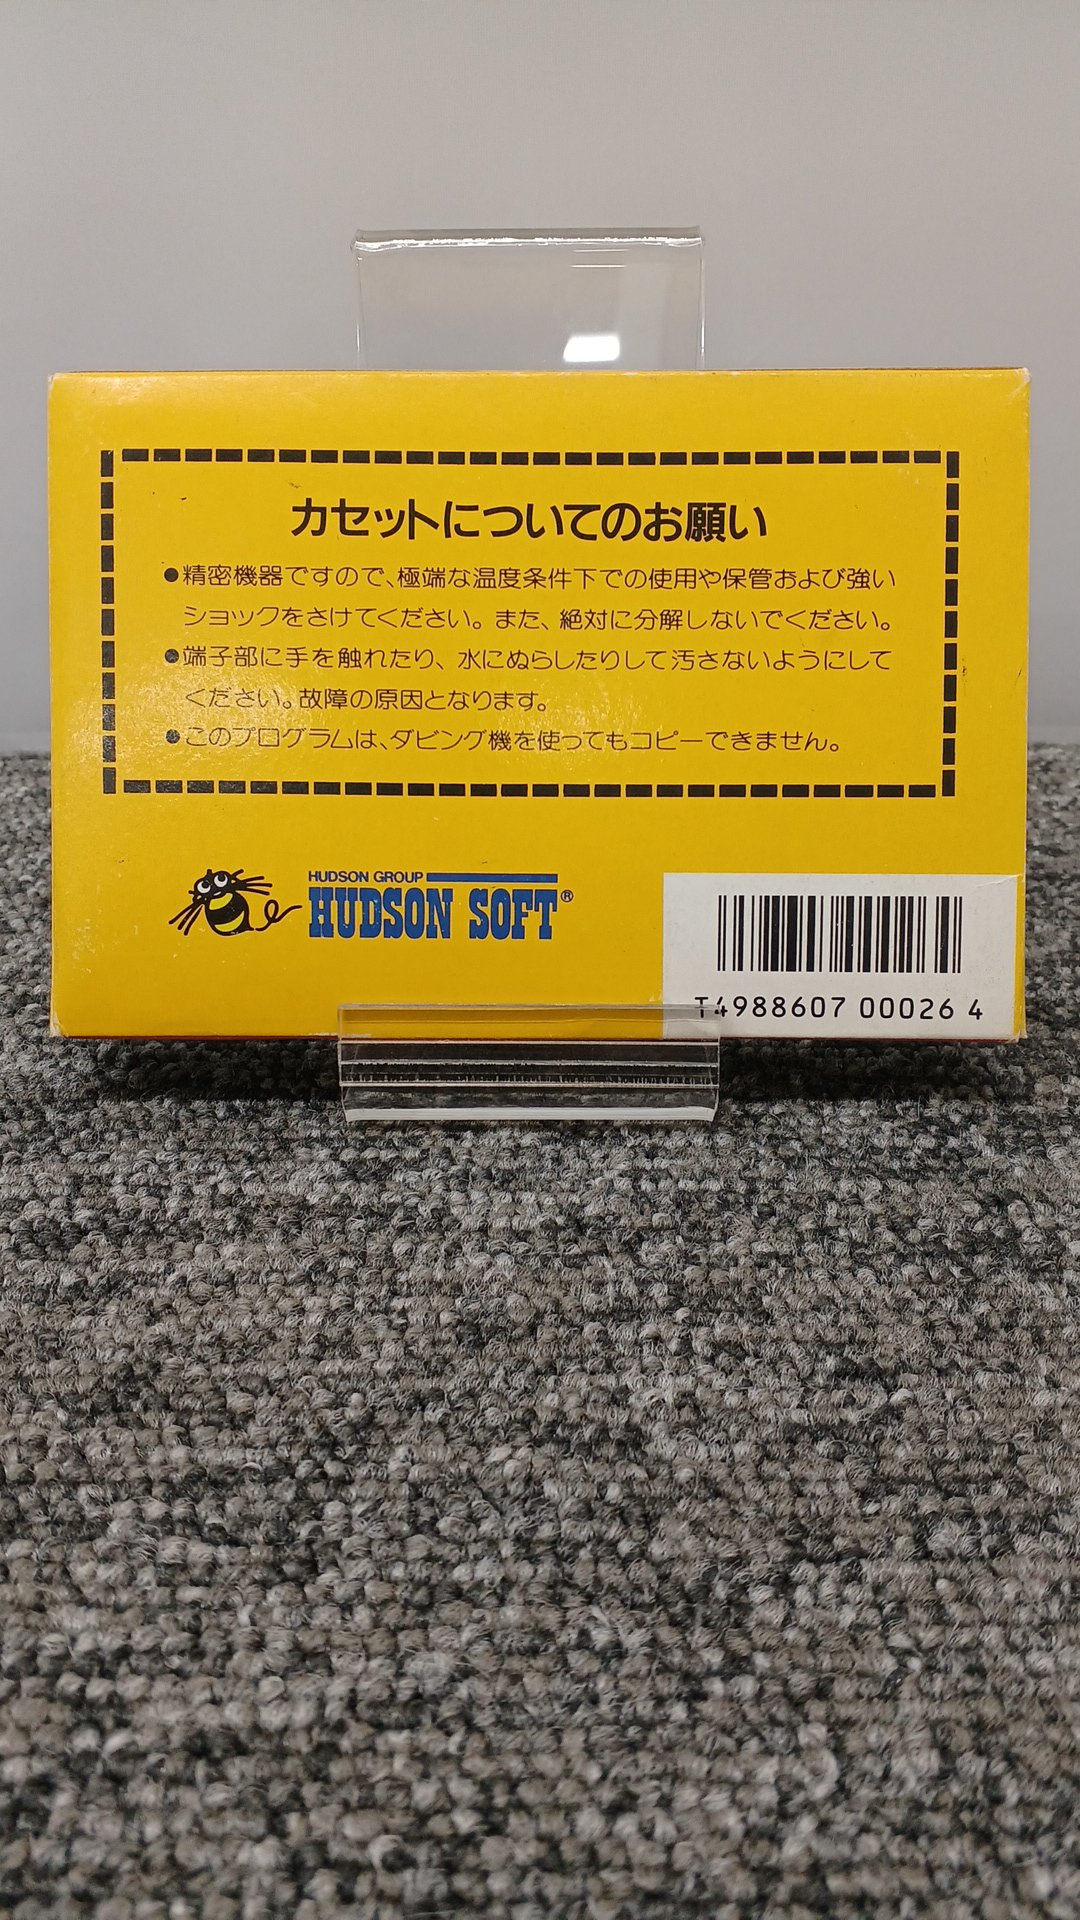 カセットについてのお願い
●精密機器ですので、極端な温度条件下での使用や保管および強い
ショックをさけてください。また、絶対に分解しないでください。
●端子部に手を触れたり、水にぬらしたりして汚さないようにして
ください。故障の原因となります。
●このプログラムは、ダビング機を使ってもコピーできません。
HUDSON GROUP
HUDSON SOFT®
T4988607 00026 4